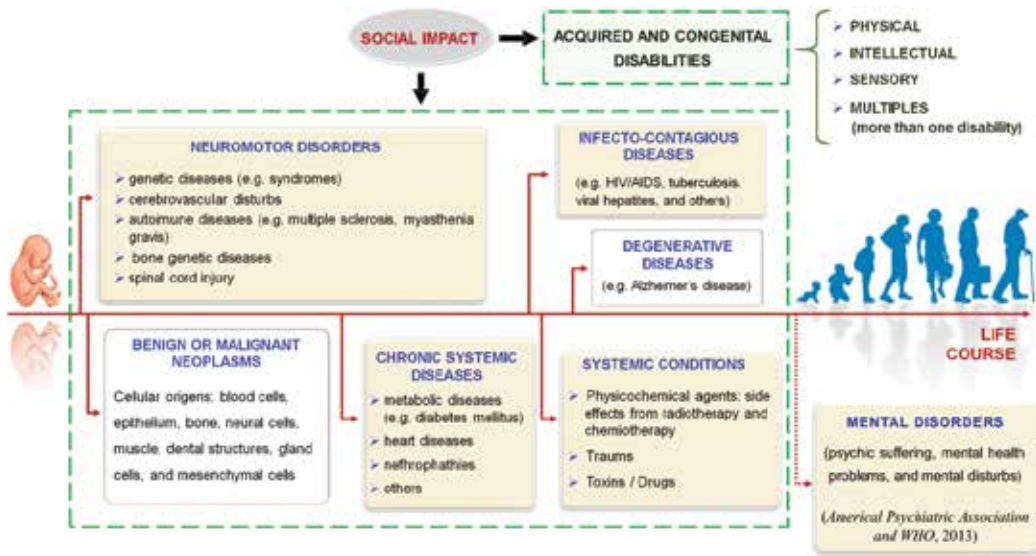 SOCIAL IMPACT
ACQUIRED AND CONGENITAL
DISABILITIES
PHYSICAL
INTELLECTUAL
SENSORY
MULTIPLES
(more than one disability)
NEUROMOTOR DISORDERS
genetic diseases (e.g. syndromes)
cerebrovascular disturbs
autoimune diseases (e.g. multiple sclerosis, myasthenia
gravis)
bone genetic diseases
spinal cord injury
INFECTO-CONTAGIOUS
DISEASES
(e.g. HIV/AIDS, tuberculosis,
viral hepatites, and others)
DEGENERATIVE
DISEASES
(e.g. Alzhemer's disease)
LIFE
COURSE
BENIGN OR MALIGNANT
NEOPLASMS
Cellular origens: blood cells,
epithelium, bone, neural cells,
muscle, dental structures, gland
cells, and mesenchymal cells
CHRONIC SYSTEMIC
DISEASES
metabolic diseases
(e.g. diabetes mellitus)
heart diseases
nefhrophathies
others
SYSTEMIC CONDITIONS
Physicochemical agents: side
effects from radiotherapy and
chemiotherapy
Traums
Toxins / Drugs
MENTAL DISORDERS
(psychic suffering, mental health
problems, and mental disturbs)
(Americal Psychiatric Association
and WHO, 2013)